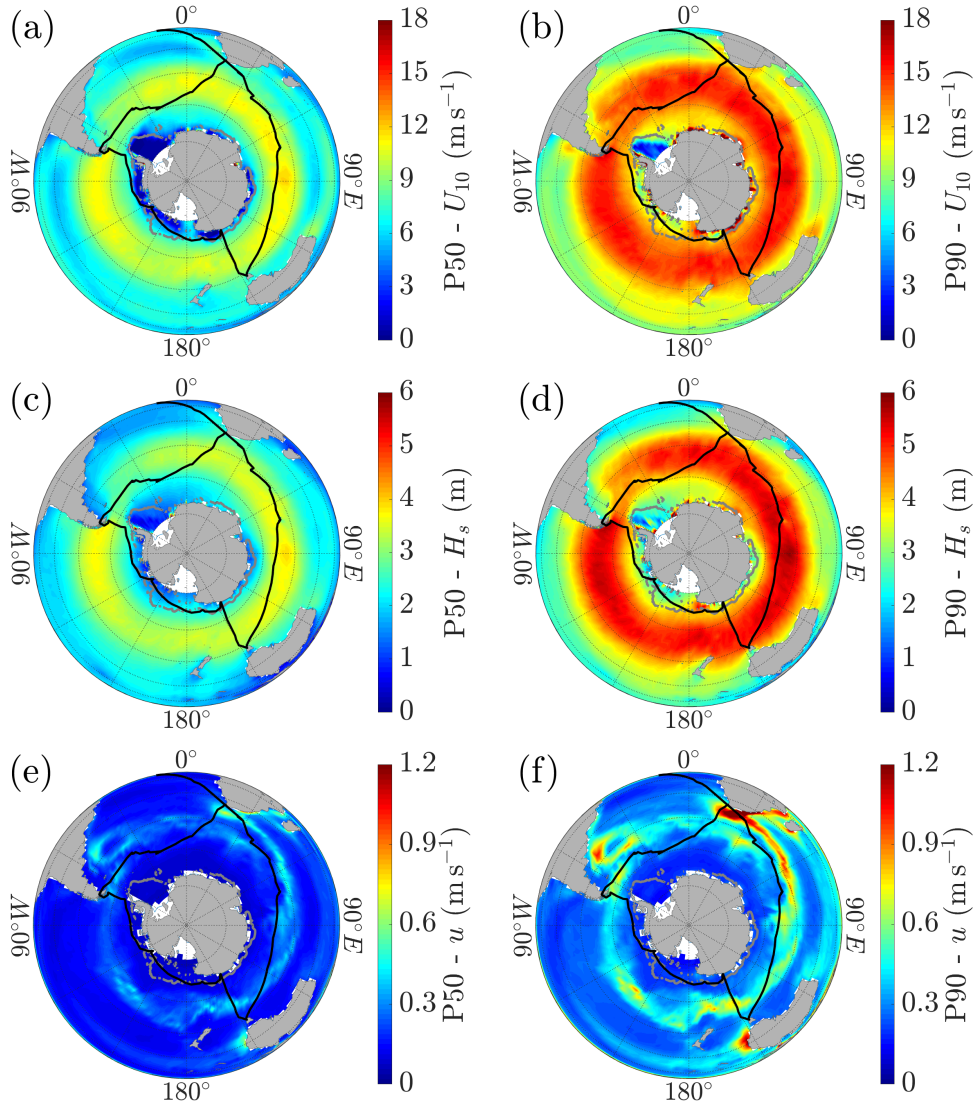 (a)
0°
90°W
90°E
180°
18
15
12
9
6
3
0
P50 - U10 (m s−1)
(b)
0°
90°W
90°E
180°
18
15
12
9
6
3
0
P90 - U10 (m s−1)
(c)
0°
90°W
90°E
180°
6
5
4
3
2
1
0
P50 - Hs (m)
(d)
0°
90°W
90°E
180°
6
5
4
3
2
1
0
P90 - Hs (m)
(e)
0°
90°W
90°E
180°
1.2
0.9
0.6
0.3
0
P50 - u (m s−1)
(f)
0°
90°W
90°E
180°
1.2
0.9
0.6
0.3
0
P90 - u (m s−1)